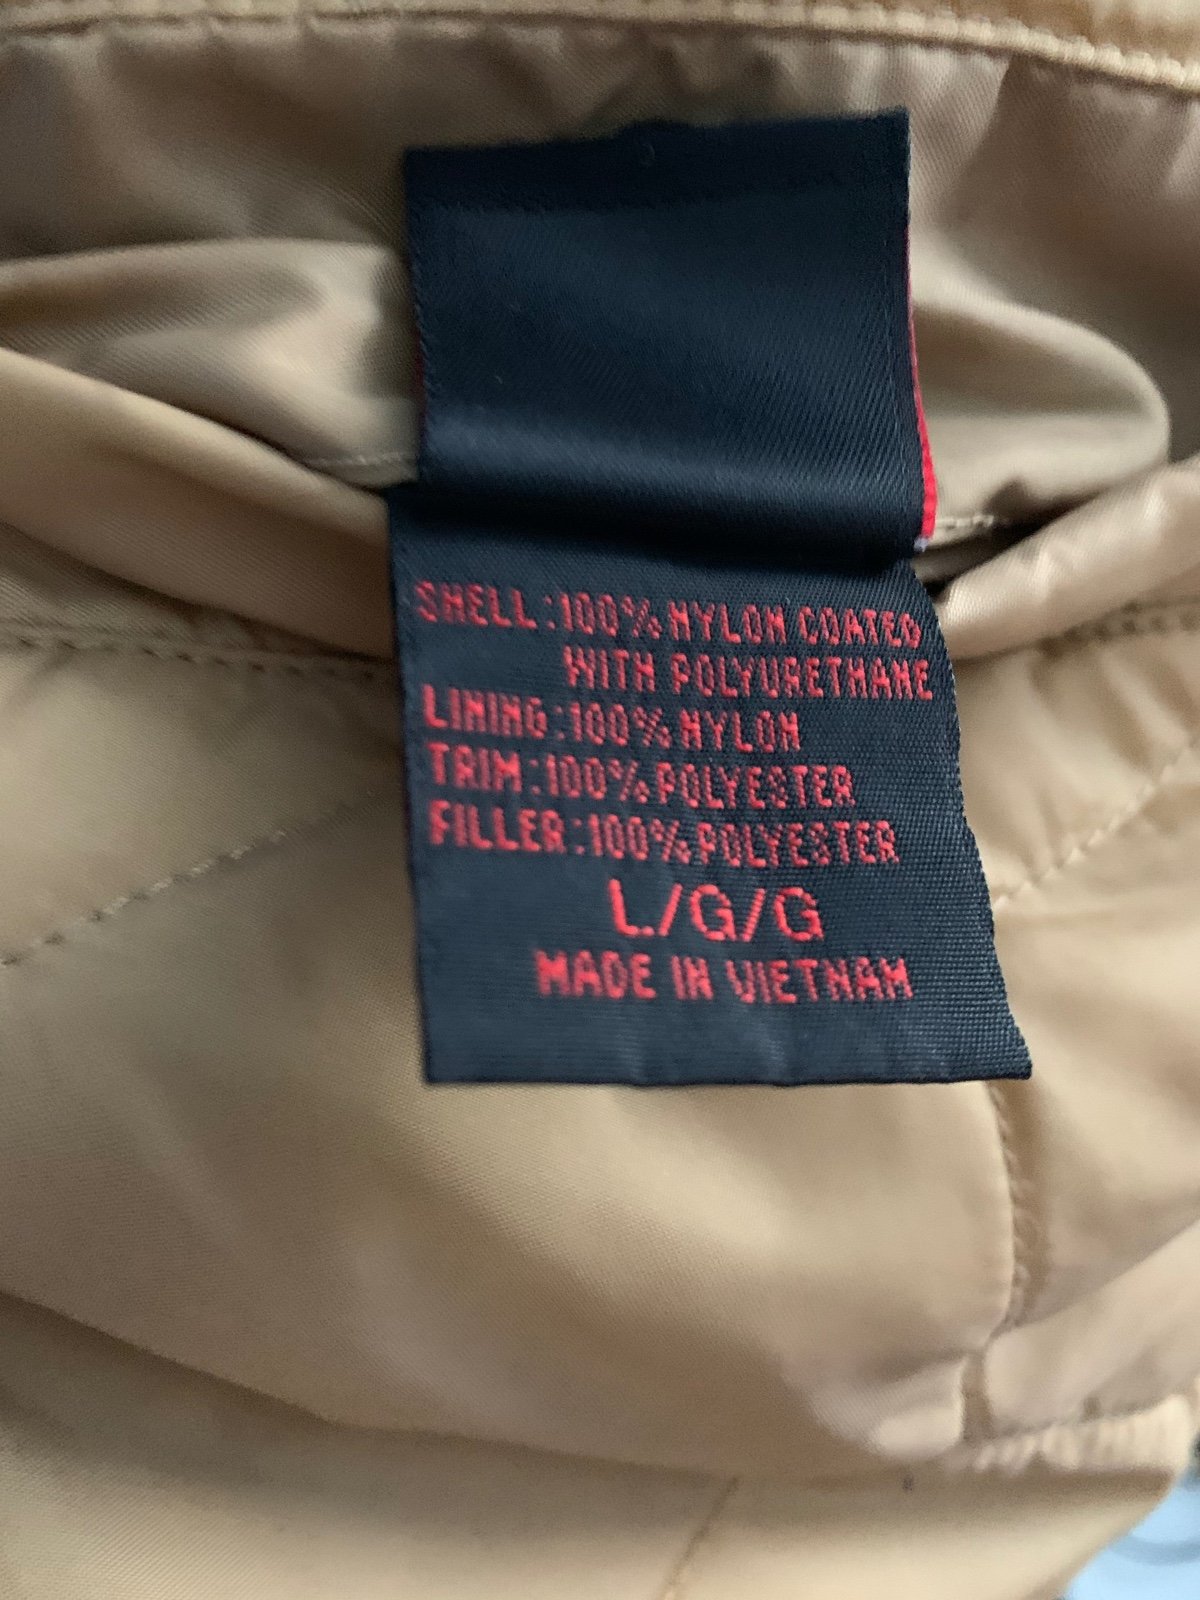 SHELL:100% NYLON COATED
WITH POLYURETHANE
LINING:100% NYLON
TRIM:100% POLYESTER
FILLER:100% POLYESTER
L/G/G
MADE IN VIETNAM